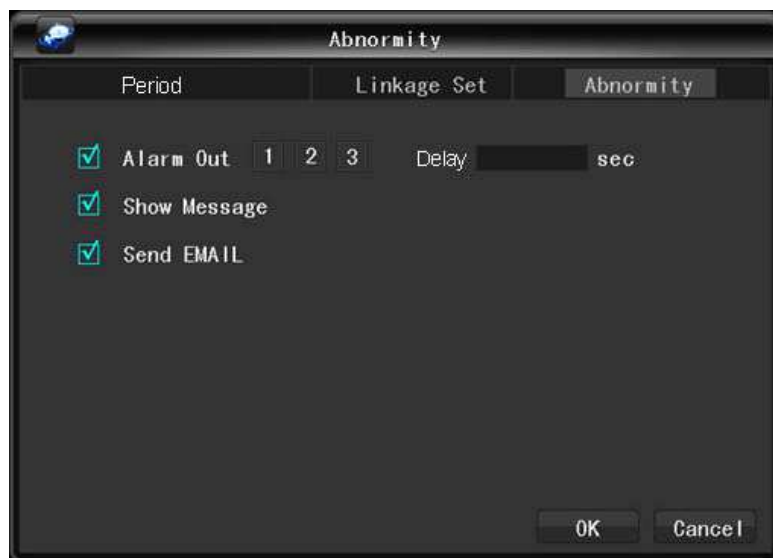 Abnormity
Period Linkage Set Abnormity
Alarm Out 1 2 3 Delay sec
Show Message
Send EMAIL
OK Cancel